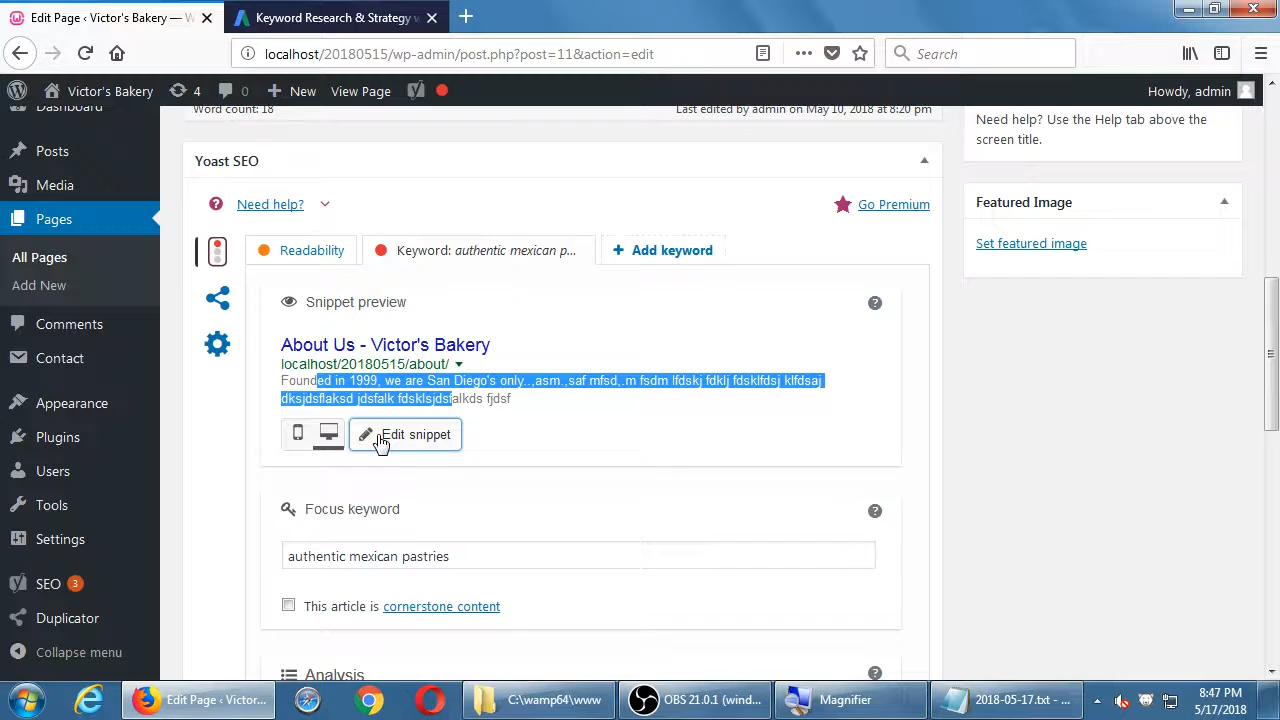 Edit Page ‹ Victor's Bakery — W
Keyword Research & Strategy w
localhost/20180515/wp-admin/post.php?post=11&action=edit
Search
Victor's Bakery
4
0
New
View Page
Howdy, admin
Dashboard
Posts
Media
Pages
All Pages
Add New
Comments
Contact
Appearance
Plugins
Users
Tools
Settings
SEO 3
Duplicator
Collapse menu
Word count: 18
Last edited by admin on May 10, 2018 at 8:20 pm
Yoast SEO
Need help?
Go Premium
Readability
Keyword: authentic mexican p...
Add keyword
Snippet preview
About Us - Victor's Bakery
localhost/20180515/about/
Founded in 1999, we are San Diego's only..,asm.,saf mfsd,.m fsdm lfdskj fdklj fdsklfdsj klfdsaj
dksjdsflaksd jdsfalk fdsklsjdsfalkds fjdsf
Edit snippet
Focus keyword
authentic mexican pastries
This article is cornerstone content
Analysis
Need help? Use the Help tab above the
screen title.
Featured Image
Set featured image
Edit Page ‹ Victor...
C:\wamp64\www
OBS 21.0.1 (wind...
Magnifier
2018-05-17.txt - ...
8:47 PM
5/17/2018